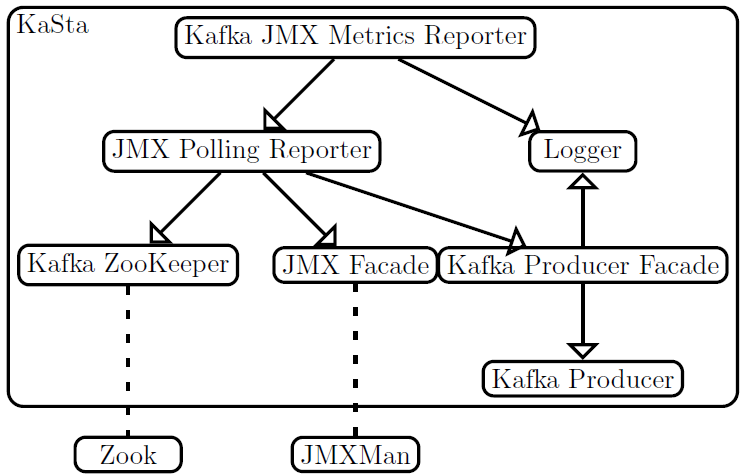 KaSta
Kafka JMX Metrics Reporter
JMX Polling Reporter
Logger
Kafka ZooKeeper
JMX Facade
Kafka Producer Facade
Kafka Producer
Zook
JMXMan